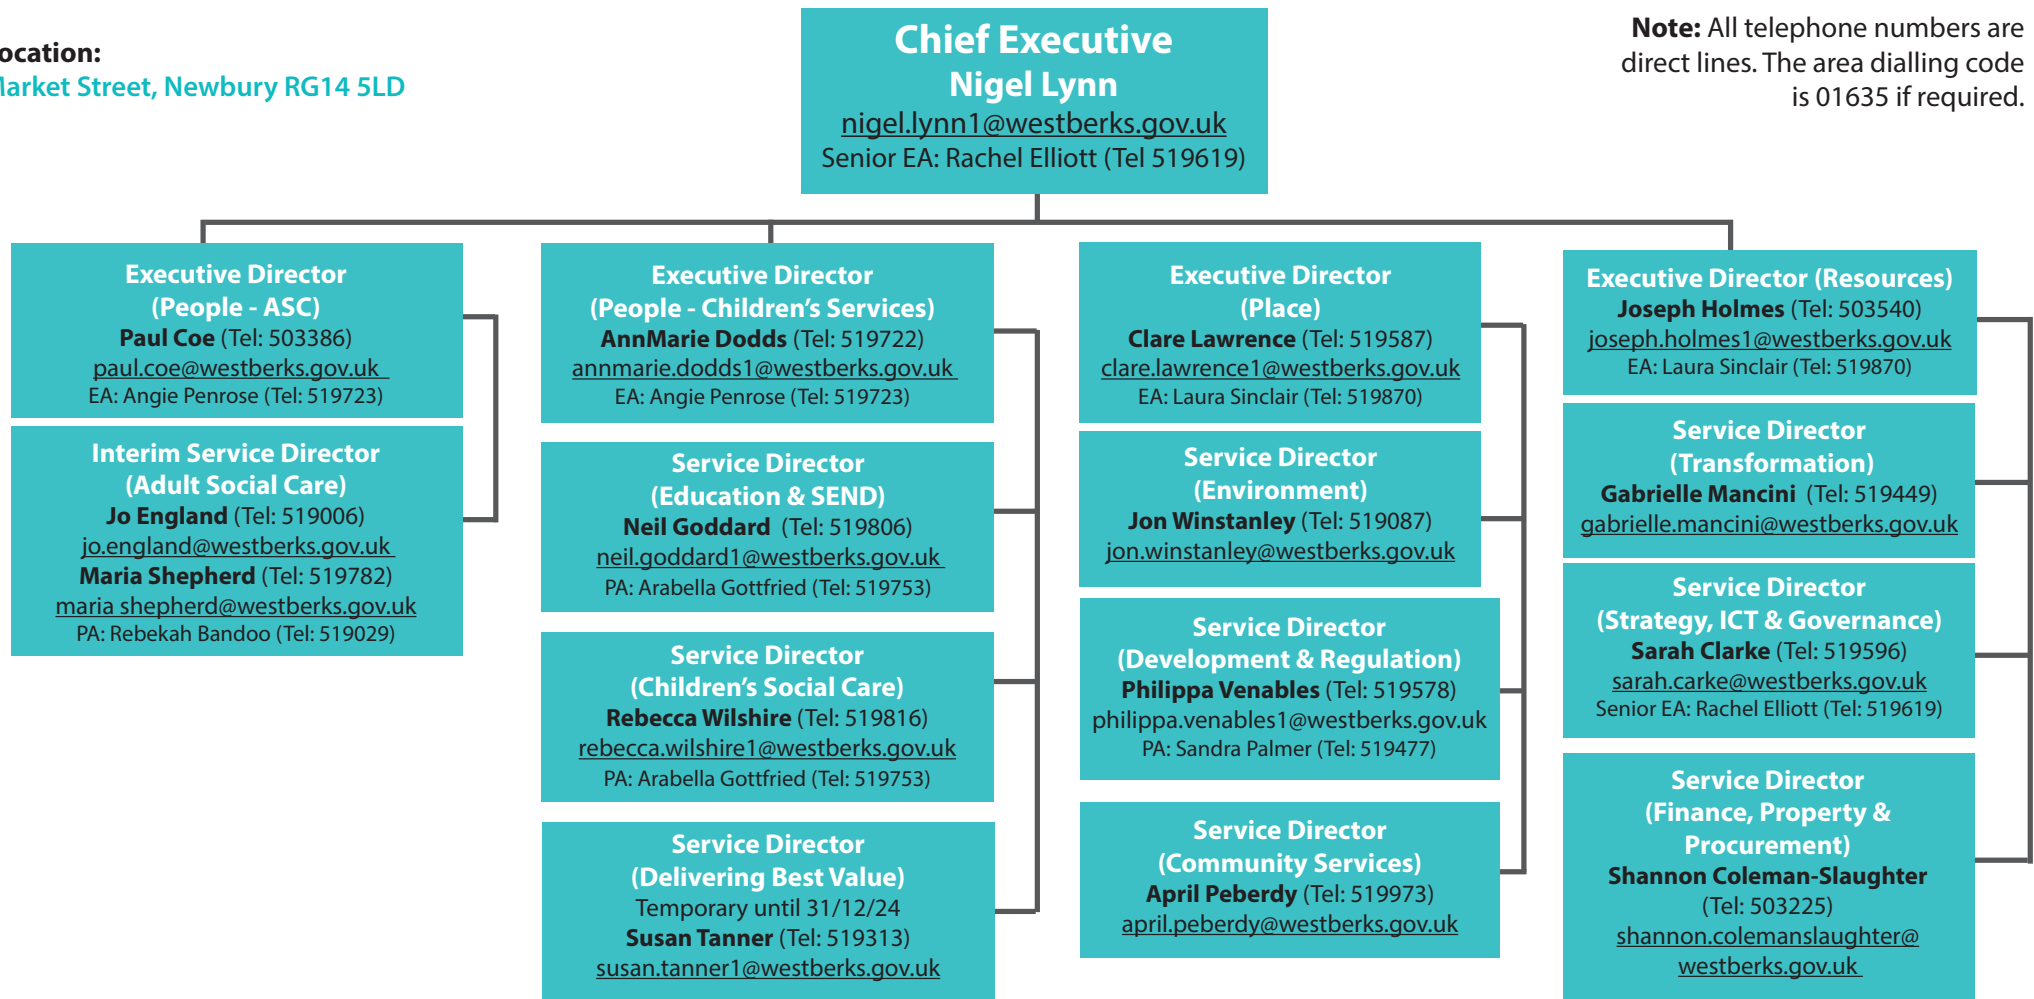 ocation:
Market Street, Newbury RG14 5LD
Chief Executive
Nigel Lynn
nigel.lynn1@westberks.gov.uk
Senior EA: Rachel Elliott (Tel 519619)
Note: All telephone numbers are
direct lines. The area dialling code
is 01635 if required.
Executive Director
(People - ASC)
Paul Coe (Tel: 503386)
paul.coe@westberks.gov.uk
EA: Angie Penrose (Tel: 519723)
Interim Service Director
(Adult Social Care)
Jo England (Tel: 519006)
jo.england@westberks.gov.uk
Maria Shepherd (Tel: 519782)
maria shepherd@westberks.gov.uk
PA: Rebekah Bandoo (Tel: 519029)
Executive Director
(People - Children’s Services)
AnnMarie Dodds (Tel: 519722)
annmarie.dodds1@westberks.gov.uk
EA: Angie Penrose (Tel: 519723)
Service Director
(Education & SEND)
Neil Goddard (Tel: 519806)
neil.goddard1@westberks.gov.uk
PA: Arabella Gottfried (Tel: 519753)
Service Director
(Children’s Social Care)
Rebecca Wilshire (Tel: 519816)
rebecca.wilshire1@westberks.gov.uk
PA: Arabella Gottfried (Tel: 519753)
Service Director
(Delivering Best Value)
Temporary until 31/12/24
Susan Tanner (Tel: 519313)
susan.tanner1@westberks.gov.uk
Executive Director
(Place)
Clare Lawrence (Tel: 519587)
clare.lawrence1@westberks.gov.uk
EA: Laura Sinclair (Tel: 519870)
Service Director
(Environment)
Jon Winstanley (Tel: 519087)
jon.winstanley@westberks.gov.uk
Service Director
(Development & Regulation)
Philippa Venables (Tel: 519578)
philippa.venables1@westberks.gov.uk
PA: Sandra Palmer (Tel: 519477)
Service Director
(Community Services)
April Peberdy (Tel: 519973)
april.peberdy@westberks.gov.uk
Executive Director (Resources)
Joseph Holmes (Tel: 503540)
joseph.holmes1@westberks.gov.uk
EA: Laura Sinclair (Tel: 519870)
Service Director
(Transformation)
Gabrielle Mancini (Tel: 519449)
gabrielle.mancini@westberks.gov.uk
Service Director
(Strategy, ICT & Governance)
Sarah Clarke (Tel: 519596)
sarah.carke@westberks.gov.uk
Senior EA: Rachel Elliott (Tel: 519619)
Service Director
(Finance, Property &
Procurement)
Shannon Coleman-Slaughter
(Tel: 503225)
shannon.colemanslaughter@
westberks.gov.uk